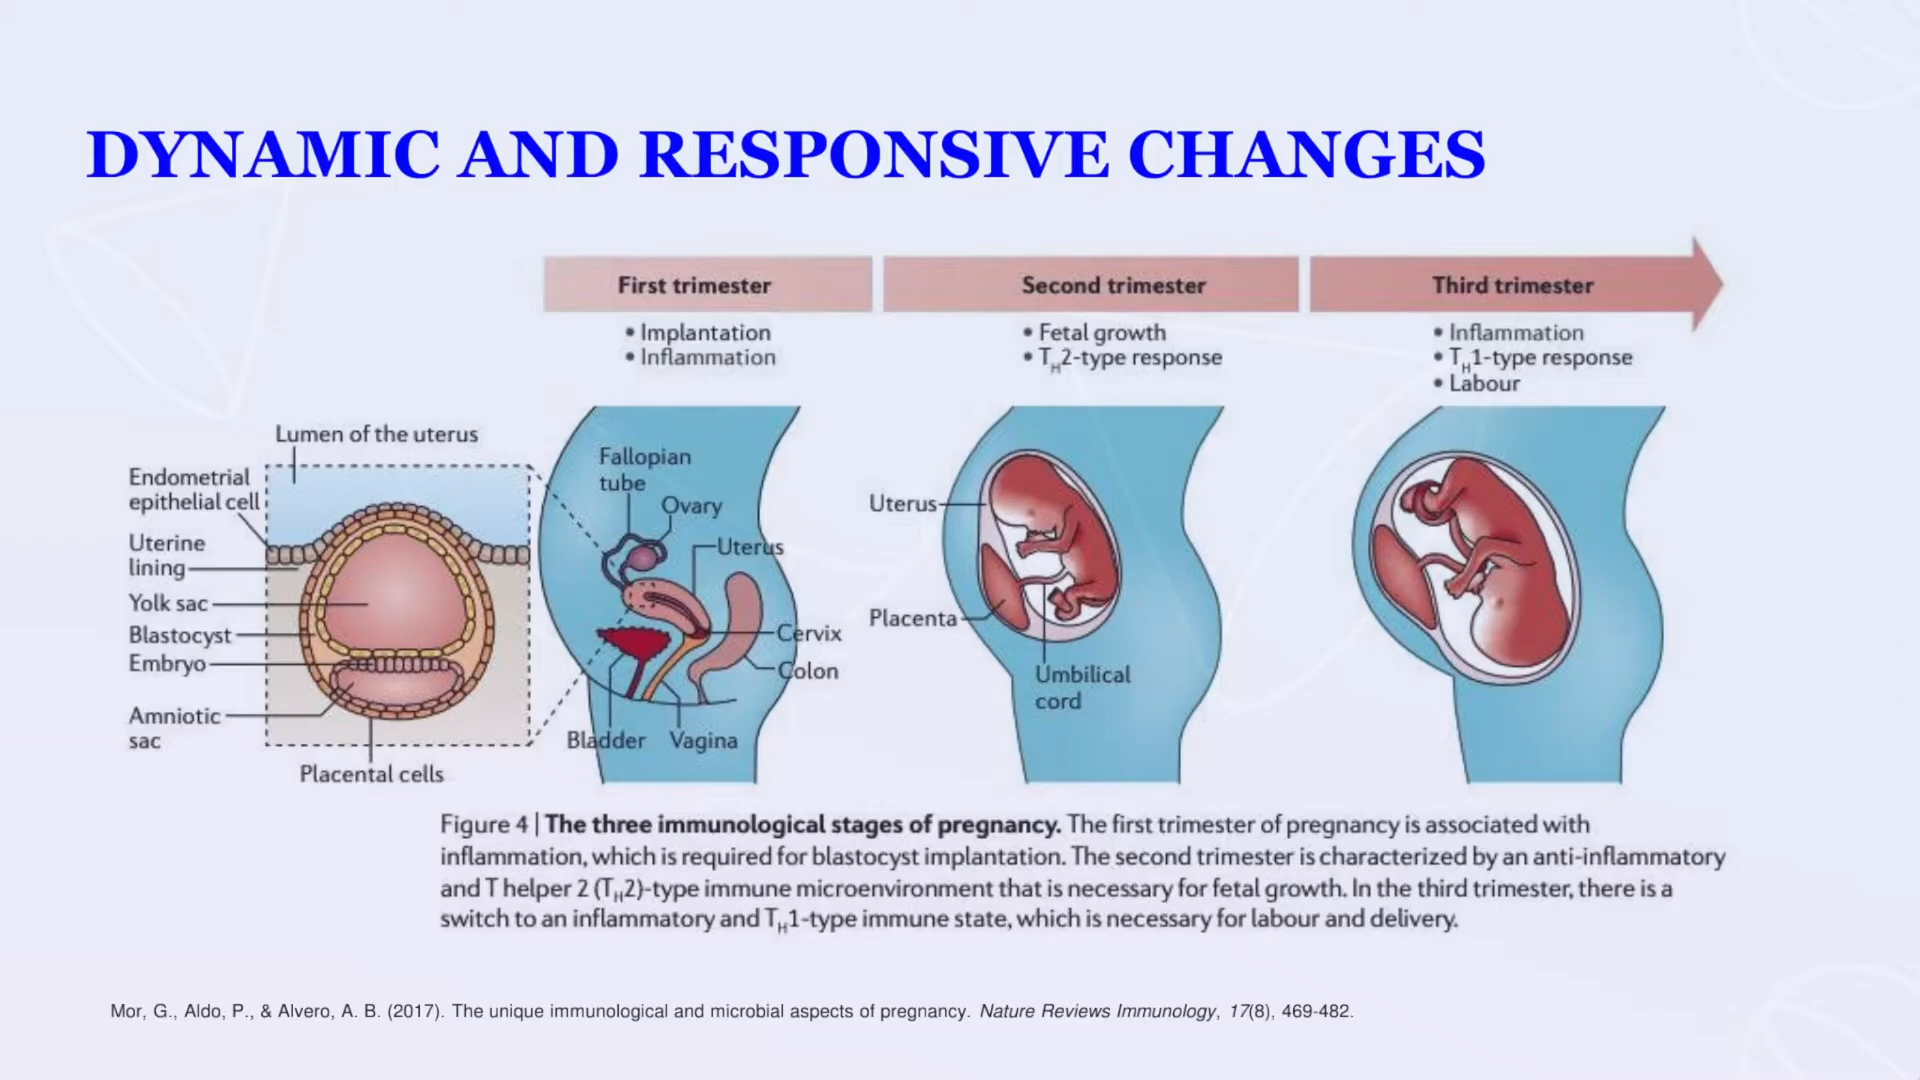 DYNAMIC AND RESPONSIVE CHANGES
First trimester
• Implantation
• Inflammation
Second trimester
• Fetal growth
• TH2-type response
Third trimester
• Inflammation
• TH1-type response
• Labour
Lumen of the uterus
Endometrial
epithelial cell
Uterine
lining
Yolk sac
Blastocyst
Embryo
Amniotic
sac
Placental cells
Fallopian
tube
Ovary
Uterus
Cervix
Colon
Bladder
Vagina
Uterus
Placenta
Umbilical
cord
Figure 4 | The three immunological stages of pregnancy. The first trimester of pregnancy is associated with
inflammation, which is required for blastocyst implantation. The second trimester is characterized by an anti-inflammatory
and T helper 2 (TH2)-type immune microenvironment that is necessary for fetal growth. In the third trimester, there is a
switch to an inflammatory and TH1-type immune state, which is necessary for labour and delivery.
Mor, G., Aldo, P., & Alvero, A. B. (2017). The unique immunological and microbial aspects of pregnancy. Nature Reviews Immunology, 17(8), 469-482.